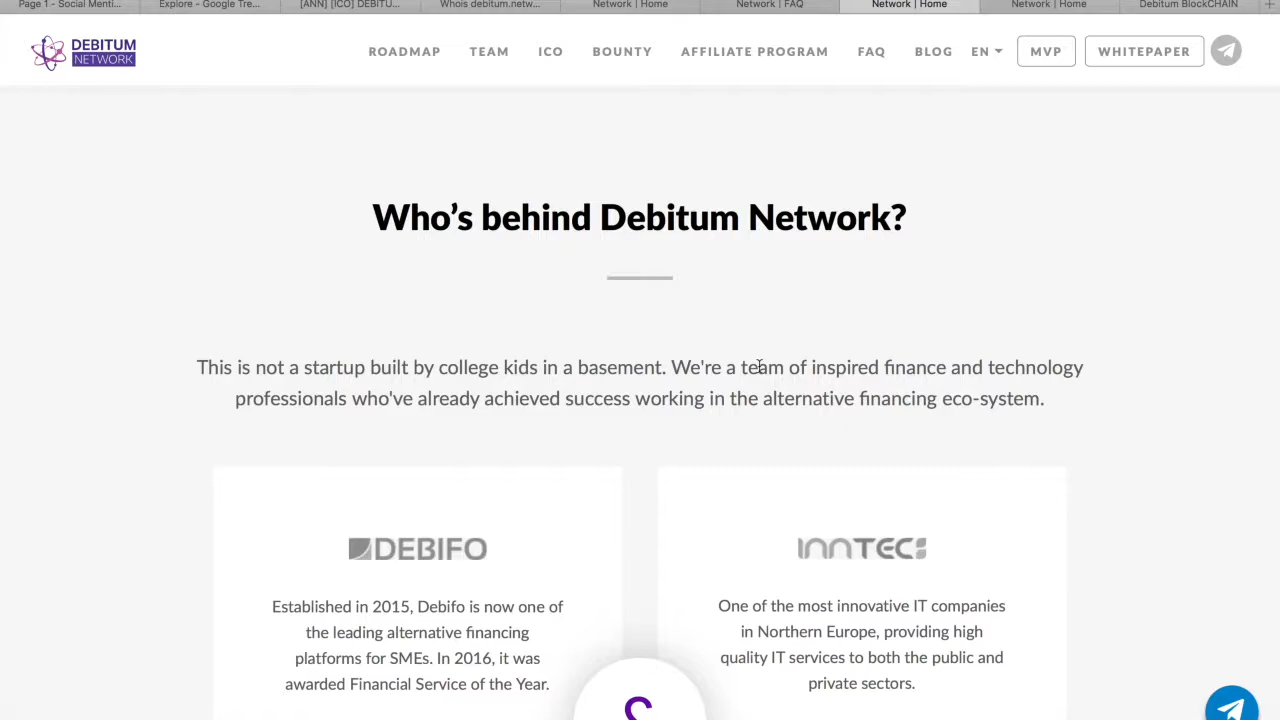 Page 1 - Social Menti... Explore - Google Tre... [ANN] [ICO] DEBITU... Whois debitum.netw... Network | Home Network | FAQ Network | Home Network | Home Debitum BlockCHAIN
DEBITUM
NETWORK
ROADMAP TEAM ICO BOUNTY AFFILIATE PROGRAM FAQ BLOG EN MVP WHITEPAPER
Who's behind Debitum Network?
This is not a startup built by college kids in a basement. We're a team of inspired finance and technology
professionals who've already achieved success working in the alternative financing eco-system.
DEBIFO
Established in 2015, Debifo is now one of
the leading alternative financing
platforms for SMEs. In 2016, it was
awarded Financial Service of the Year.
INNTEC
One of the most innovative IT companies
in Northern Europe, providing high
quality IT services to both the public and
private sectors.